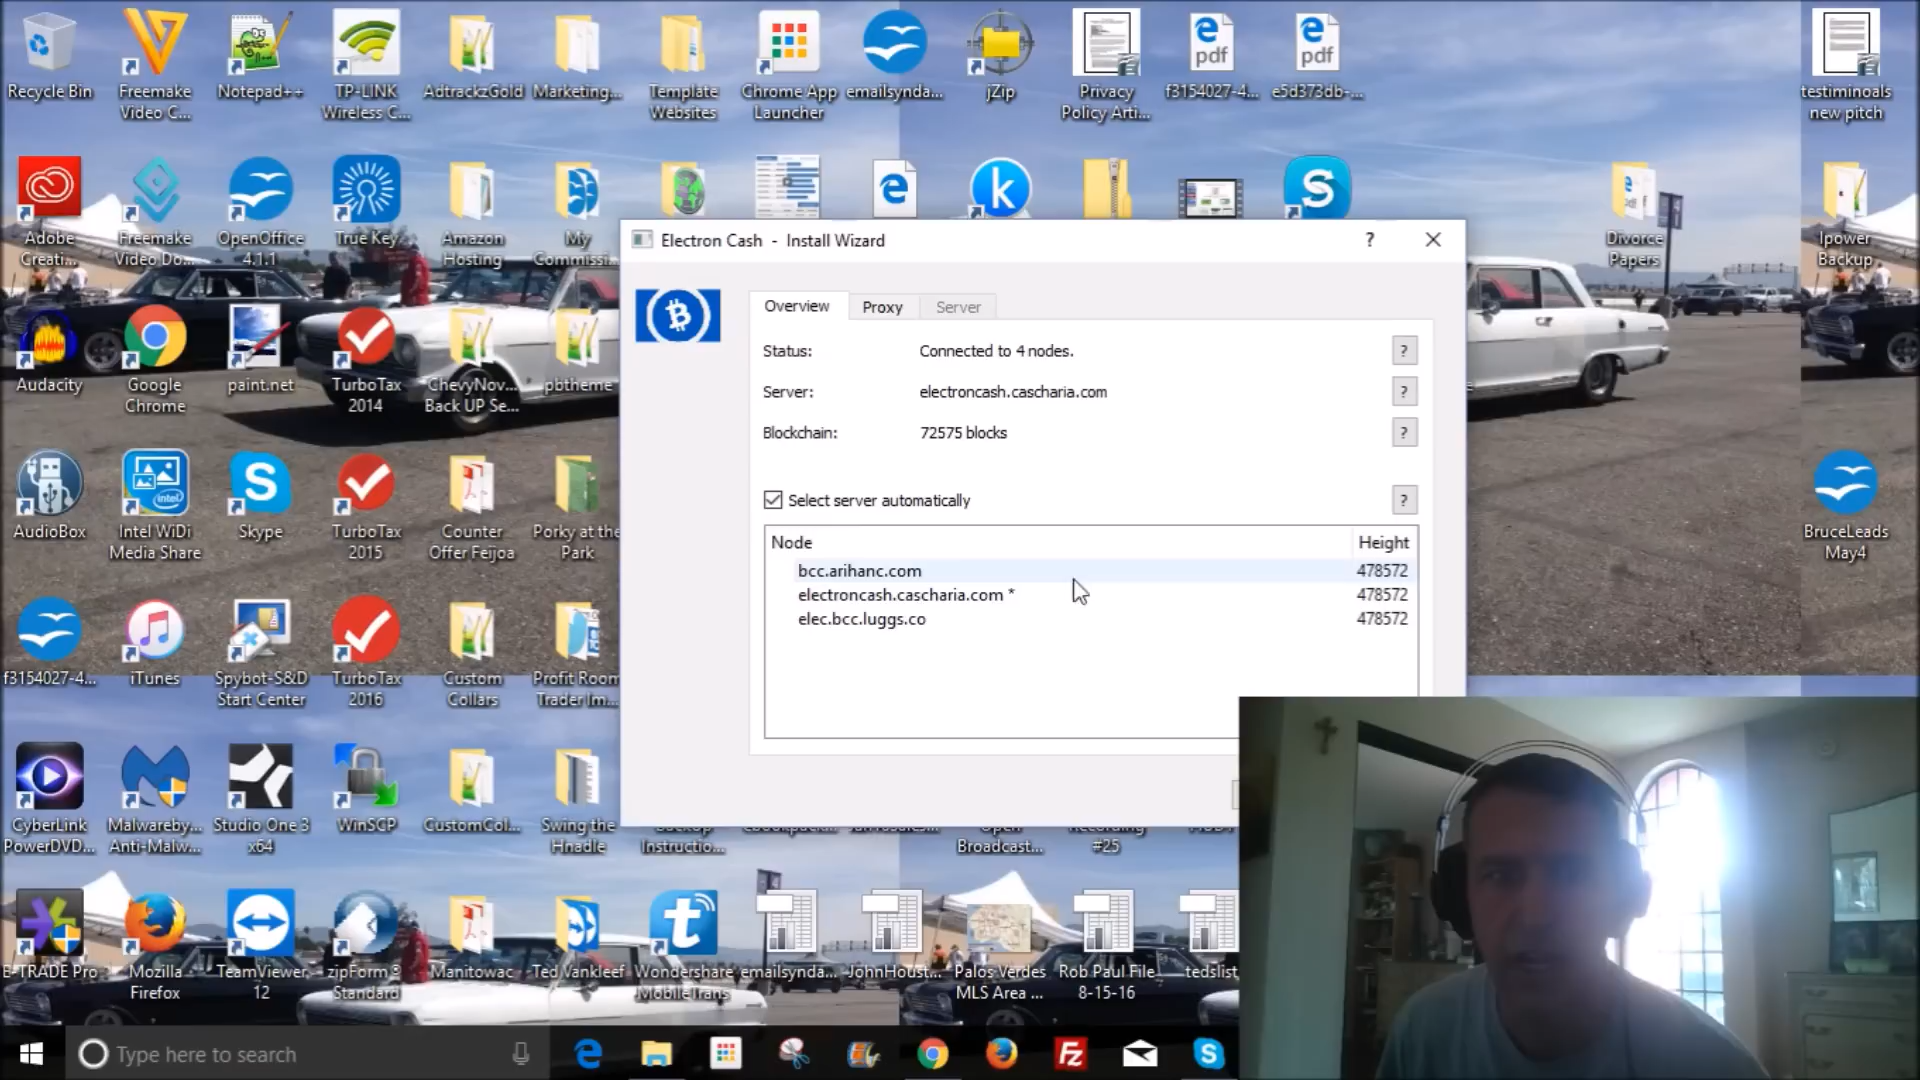 Recycle Bin
Freemake
Video C...
Notepad++
TP-LINK
Wireless C...
AdtrackzGold
Marketing...
Template
Websites
Chrome App
Launcher
emailsynda...
jZip
Privacy
Policy Arti...
pdf
f3154027-4...
pdf
e5d373db-...
testiminoals
new pitch
Adobe
Creati...
Freemake
Video Do...
OpenOffice
4.1.1
True Key
Amazon
Hosting
My
Commissi...
Divorce
Papers
Ipower
Backup
Electron Cash - Install Wizard
?
Overview
Proxy
Server
Status:
Connected to 4 nodes.
?
Server:
electroncash.cascharia.com
?
Blockchain:
72575 blocks
?
Select server automatically
?
Node
Height
bcc.arihanc.com
478572
electroncash.cascharia.com *
478572
elec.bcc.luggs.co
478572
Audacity
Google
Chrome
paint.net
TurboTax
2014
ChevyNov...
Back UP Se...
pbtheme
AudioBox
intel
Intel WiDi
Media Share
Skype
TurboTax
2015
Counter
Offer Feijoa
Porky at the
Park
BruceLeads
May4
f3154027-4...
iTunes
Spybot-S&D
Start Center
TurboTax
2016
Custom
Collars
Profit Room
Trader Im...
CyberLink
PowerDVD...
Malwareby...
Anti-Malw...
Studio One 3
x64
WinSCP
CustomCol...
Swing the
Hnadle
Instructio...
Open
Broadcast...
Recording
#25
E-TRADE Pro
Mozilla
Firefox
TeamViewer
12
zipForm®
Standard
Manitowac
Ted Vankleef
Wondershare
MobileTrans
emailsynda...
JohnHoust...
Palos Verdes
MLS Area ...
Rob Paul File
8-15-16
tedslist
Type here to search